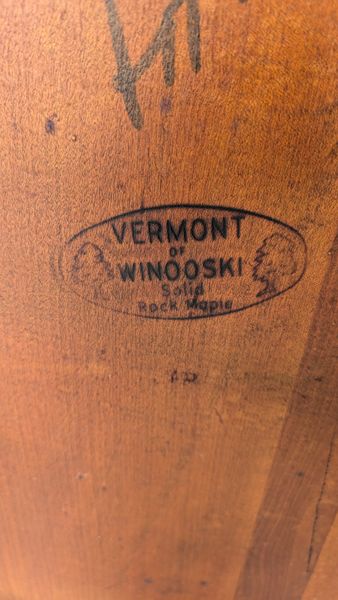 VERMONT
OF
WINOOSKI
Solid
Rock Maple